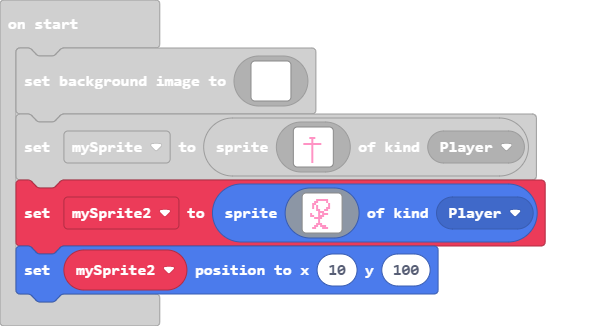 on start
set background image to
set mySprite to sprite of kind Player
set mySprite2 to sprite of kind Player
set mySprite2 position to x 10 y 100